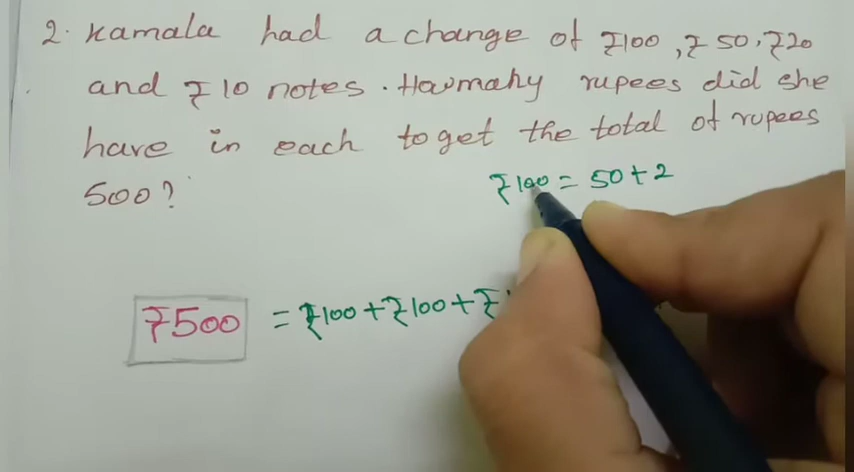 2. Kamala had a change of ₹100, ₹50, ₹20
and ₹10 notes. Howmahy rupees did she
have in each to get the total of rupees
500?
₹100 = 50+2
₹500 = ₹100+₹100+₹